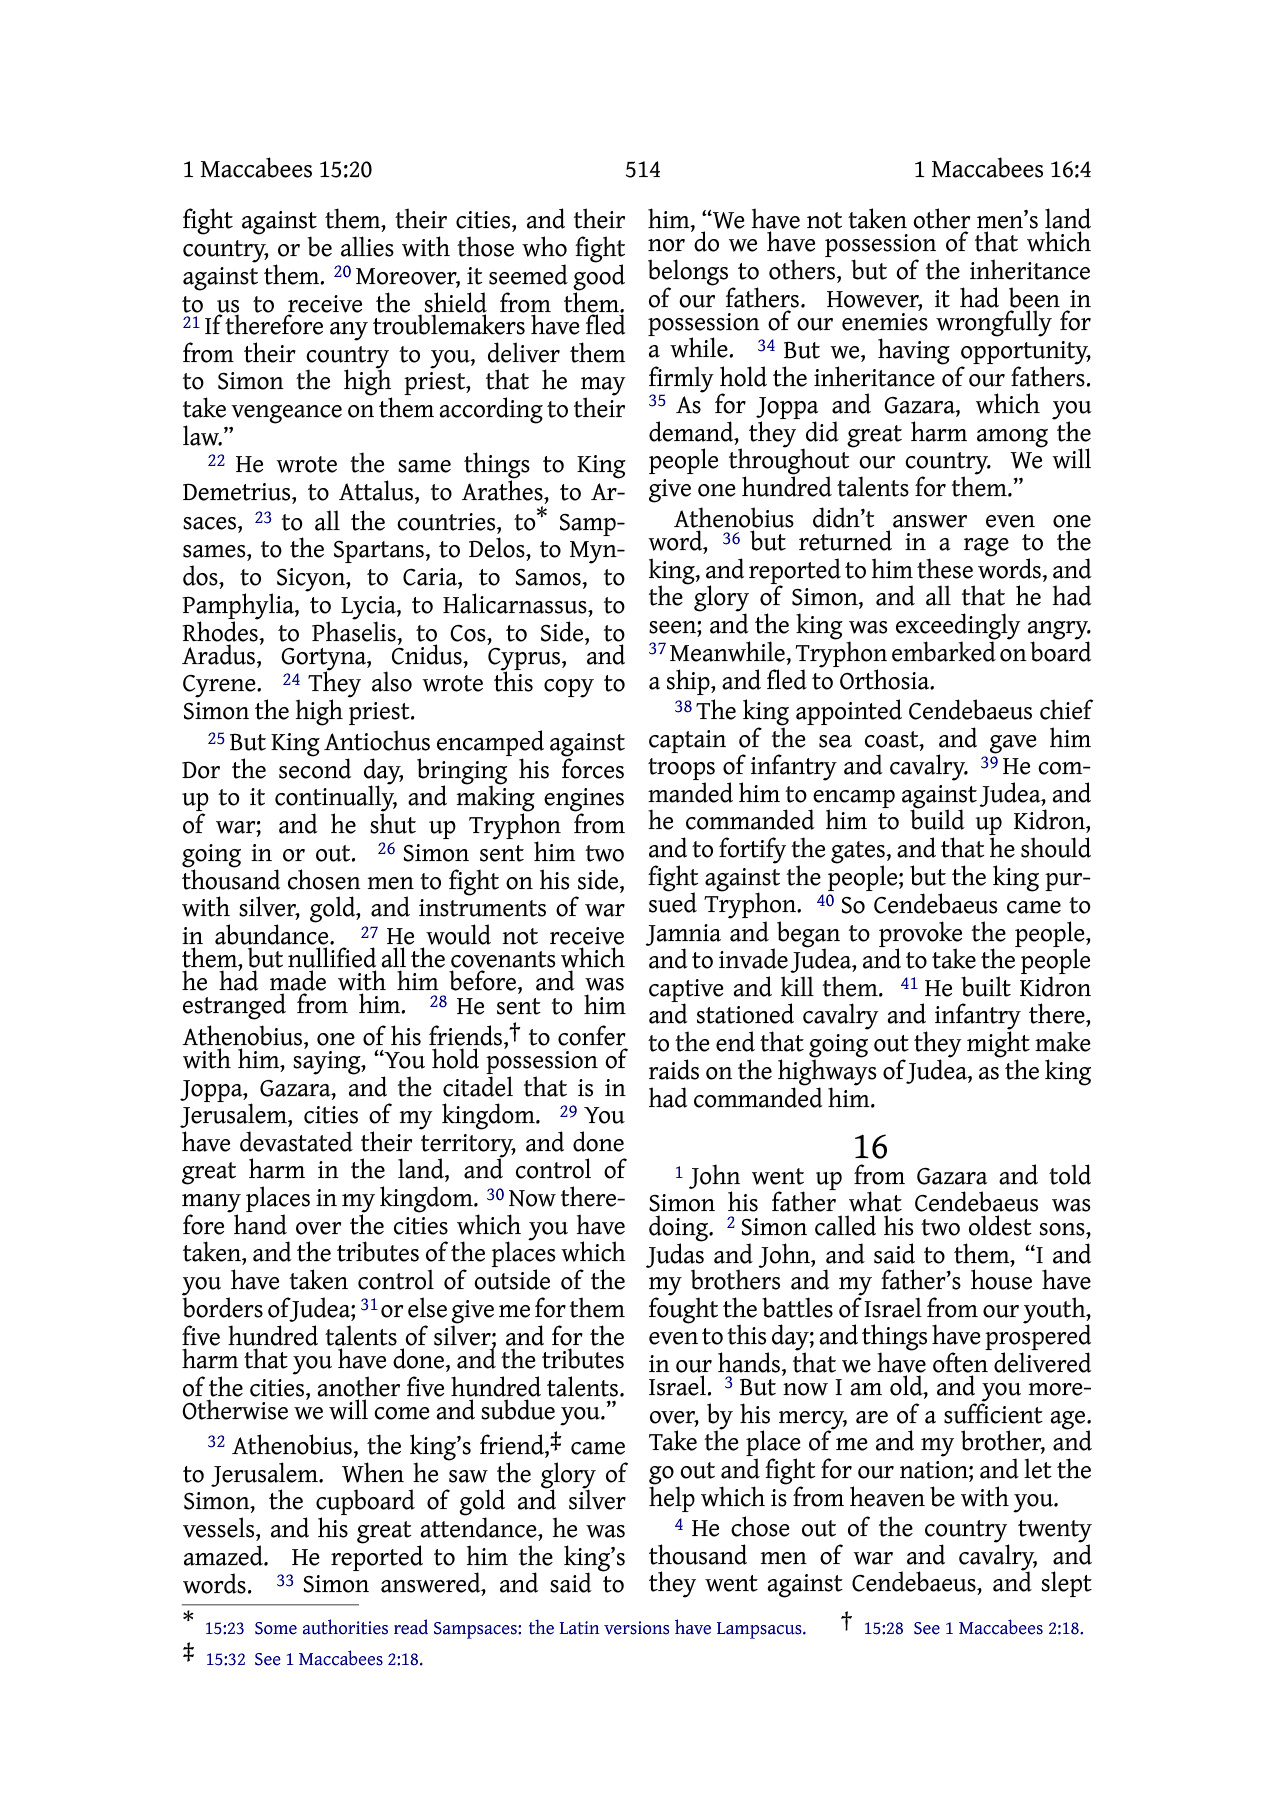 1 Maccabees 15:20
514
1 Maccabees 16:4
fight against them, their cities, and their
country, or be allies with those who fight
against them. 20 Moreover, it seemed good
to us to receive the shield from them.
21 If therefore any troublemakers have fled
from their country to you, deliver them
to Simon the high priest, that he may
take vengeance on them according to their
law.”
22 He wrote the same things to King
Demetrius, to Attalus, to Arathes, to Ar-
saces, 23 to all the countries, to* Samp-
sames, to the Spartans, to Delos, to Myn-
dos, to Sicyon, to Caria, to Samos, to
Pamphylia, to Lycia, to Halicarnassus, to
Rhodes, to Phaselis, to Cos, to Side, to
Aradus, Gortyna, Cnidus, Cyprus, and
Cyrene. 24 They also wrote this copy to
Simon the high priest.
25 But King Antiochus encamped against
Dor the second day, bringing his forces
up to it continually, and making engines
of war; and he shut up Tryphon from
going in or out. 26 Simon sent him two
thousand chosen men to fight on his side,
with silver, gold, and instruments of war
in abundance. 27 He would not receive
them, but nullified all the covenants which
he had made with him before, and was
estranged from him. 28 He sent to him
Athenobius, one of his friends,† to confer
with him, saying, “You hold possession of
Joppa, Gazara, and the citadel that is in
Jerusalem, cities of my kingdom. 29 You
have devastated their territory, and done
great harm in the land, and control of
many places in my kingdom. 30 Now there-
fore hand over the cities which you have
taken, and the tributes of the places which
you have taken control of outside of the
borders of Judea; 31 or else give me for them
five hundred talents of silver; and for the
harm that you have done, and the tributes
of the cities, another five hundred talents.
Otherwise we will come and subdue you.”
32 Athenobius, the king’s friend,‡ came
to Jerusalem. When he saw the glory of
Simon, the cupboard of gold and silver
vessels, and his great attendance, he was
amazed. He reported to him the king’s
words. 33 Simon answered, and said to
him, “We have not taken other men’s land
nor do we have possession of that which
belongs to others, but of the inheritance
of our fathers. However, it had been in
possession of our enemies wrongfully for
a while. 34 But we, having opportunity,
firmly hold the inheritance of our fathers.
35 As for Joppa and Gazara, which you
demand, they did great harm among the
people throughout our country. We will
give one hundred talents for them.”
Athenobius didn’t answer even one
word, 36 but returned in a rage to the
king, and reported to him these words, and
the glory of Simon, and all that he had
seen; and the king was exceedingly angry.
37 Meanwhile, Tryphon embarked on board
a ship, and fled to Orthosia.
38 The king appointed Cendebaeus chief
captain of the sea coast, and gave him
troops of infantry and cavalry. 39 He com-
manded him to encamp against Judea, and
he commanded him to build up Kidron,
and to fortify the gates, and that he should
fight against the people; but the king pur-
sued Tryphon. 40 So Cendebaeus came to
Jamnia and began to provoke the people,
and to invade Judea, and to take the people
captive and kill them. 41 He built Kidron
and stationed cavalry and infantry there,
to the end that going out they might make
raids on the highways of Judea, as the king
had commanded him.
16
1 John went up from Gazara and told
Simon his father what Cendebaeus was
doing. 2 Simon called his two oldest sons,
Judas and John, and said to them, “I and
my brothers and my father’s house have
fought the battles of Israel from our youth,
even to this day; and things have prospered
in our hands, that we have often delivered
Israel. 3 But now I am old, and you more-
over, by his mercy, are of a sufficient age.
Take the place of me and my brother, and
go out and fight for our nation; and let the
help which is from heaven be with you.
4 He chose out of the country twenty
thousand men of war and cavalry, and
they went against Cendebaeus, and slept
* 15:23 Some authorities read Sampsaces: the Latin versions have Lampsacus. † 15:28 See 1 Maccabees 2:18.
‡ 15:32 See 1 Maccabees 2:18.